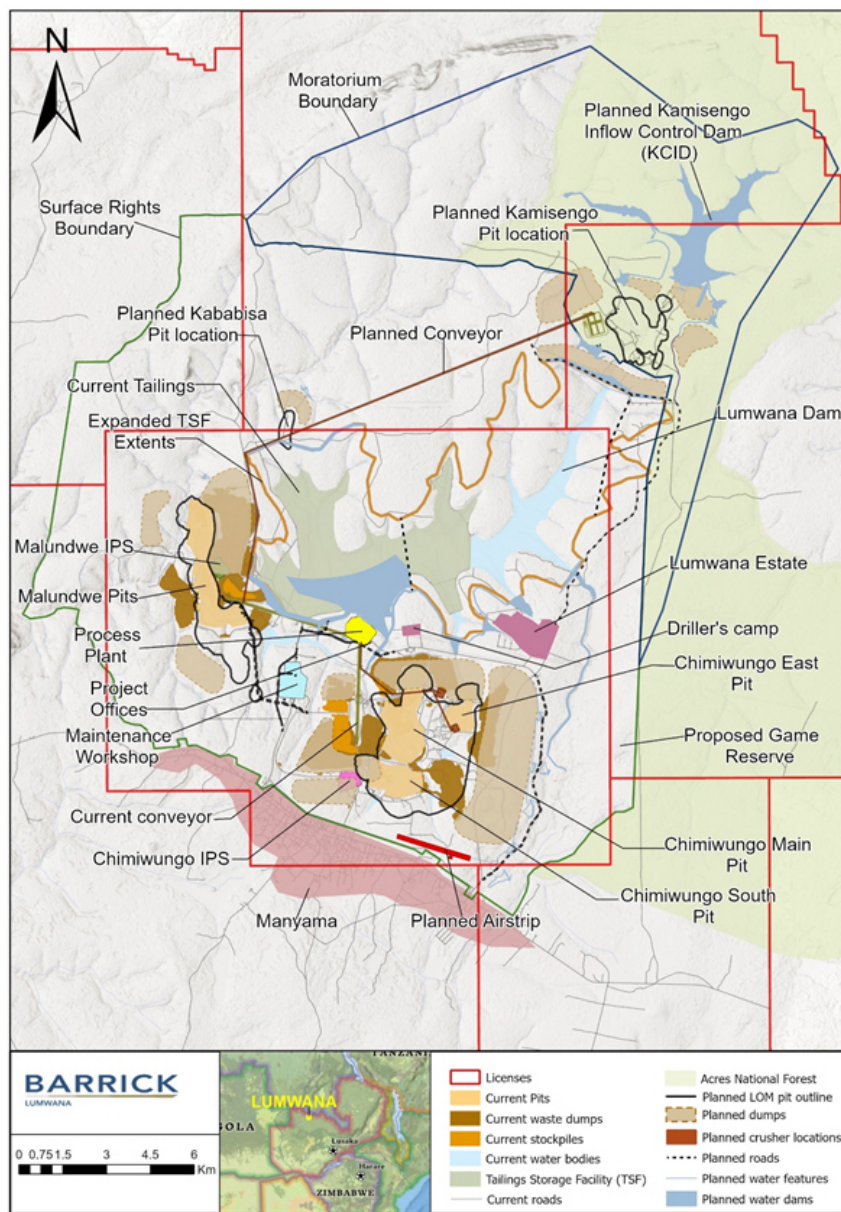 N
Moratorium
Boundary
Planned Kamisengo
Inflow Control Dam
(KCID)
Surface Rights
Boundary
Planned Kamisengo
Pit location
Planned Kababisa
Pit location
Planned Conveyor
Current Tailings
Expanded TSF
Extents
Lumwana Dam
Malundwe IPS
Malundwe Pits
Lumwana Estate
Process
Plant
Driller's camp
Project
Offices
Chimiwungo East
Pit
Maintenance
Workshop
Proposed Game
Reserve
Current conveyor
Chimiwungo IPS
Chimiwungo Main
Pit
Manyama
Planned Airstrip
Chimiwungo South
Pit
BARRICK
LUMWANA
0 0.75 1.5 3 4.5 6
Km
TANZANI
LUMWANA
GOLA
Lusaka
Harare
ZIMBABWE
Licenses
Current Pits
Current waste dumps
Current stockpiles
Current water bodies
Tailings Storage Facility (TSF)
Current roads
Acres National Forest
Planned LOM pit outline
Planned dumps
Planned crusher locations
Planned roads
Planned water features
Planned water dams